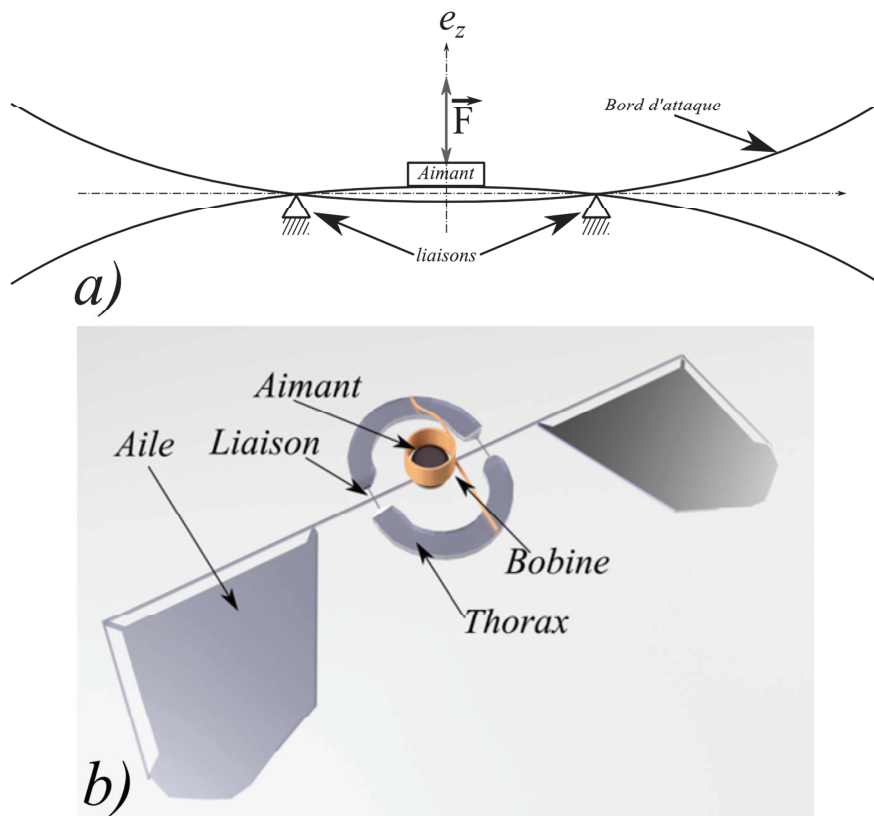 e_z
F
Bord d'attaque
Aimant
liaisons
a)
Aimant
Aile
Liaison
Bobine
Thorax
b)